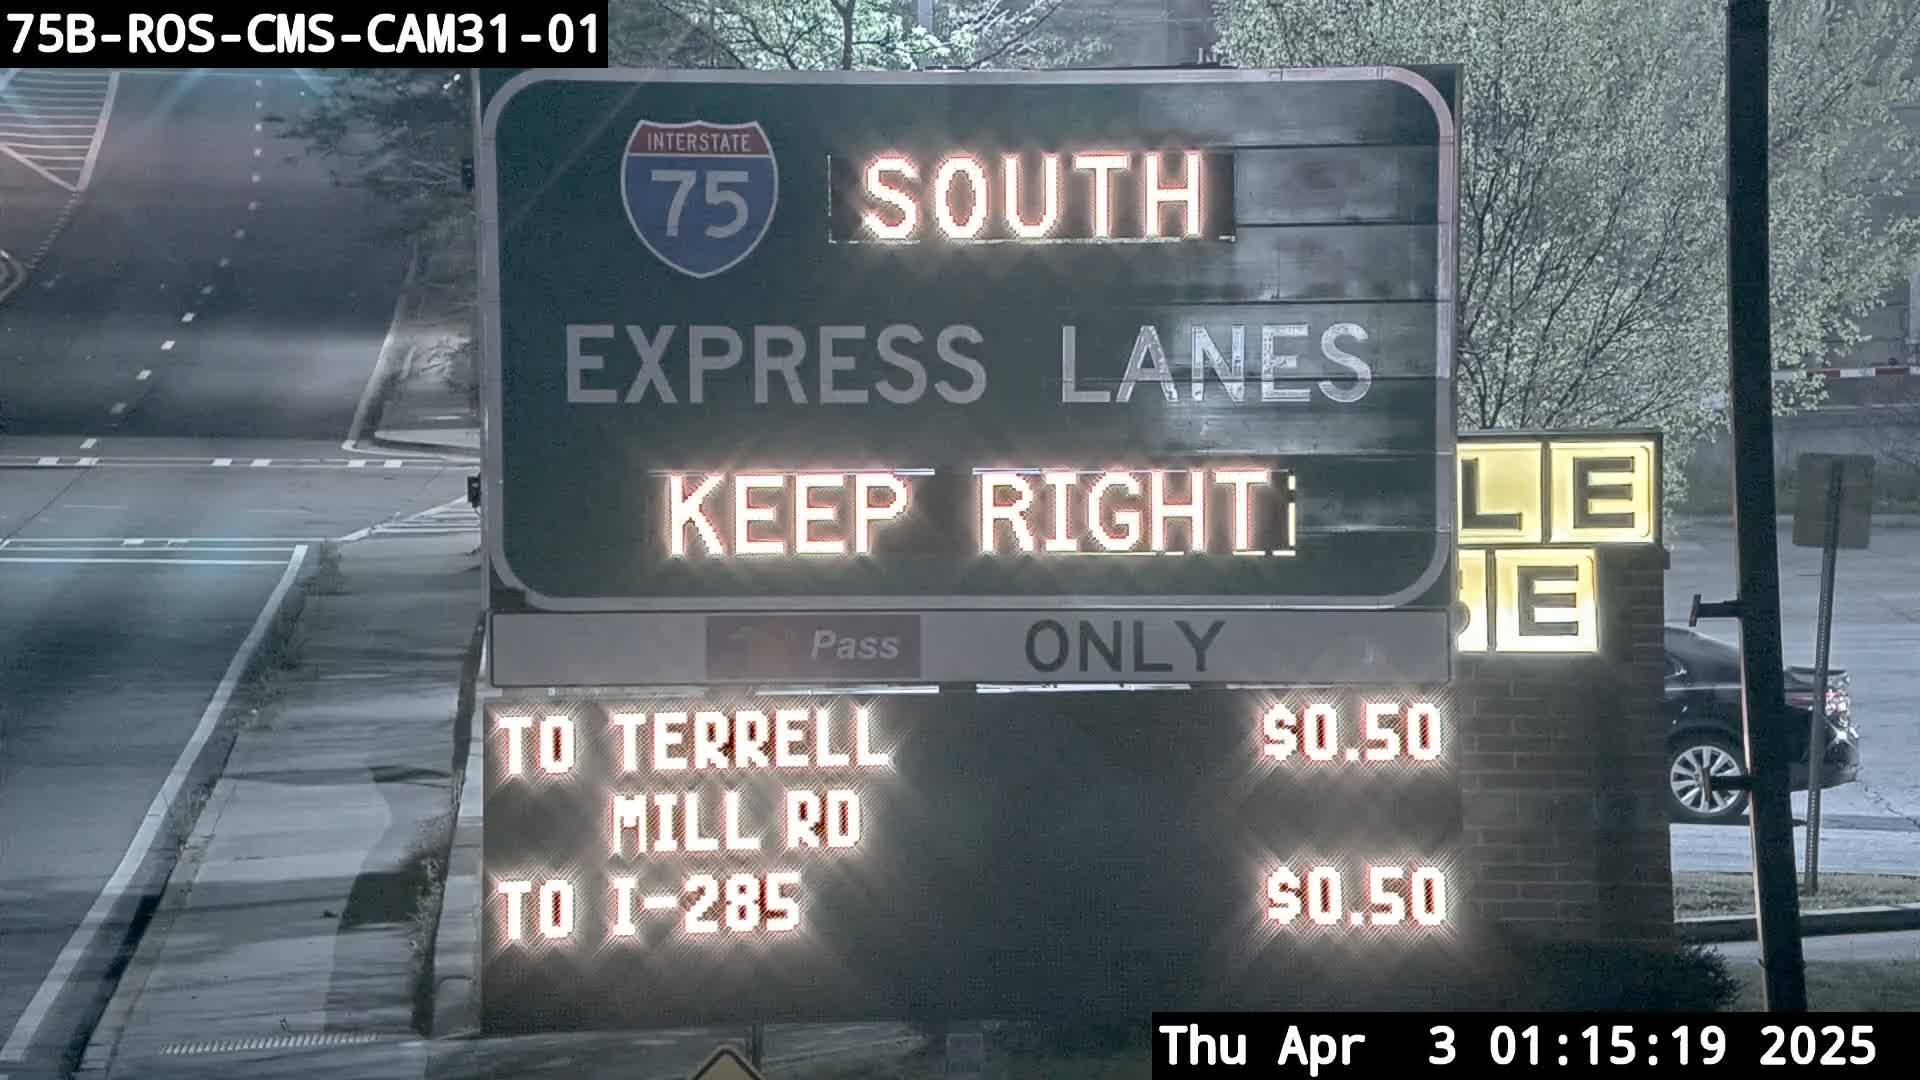 75B-ROS-CMS-CAM31-01
INTERSTATE
75
SOUTH
EXPRESS LANES
KEEP RIGHT
Pass ONLY
TO TERRELL $0.50
MILL RD
TO I-285 $0.50
LE
E
Thu Apr 3 01:15:19 2025